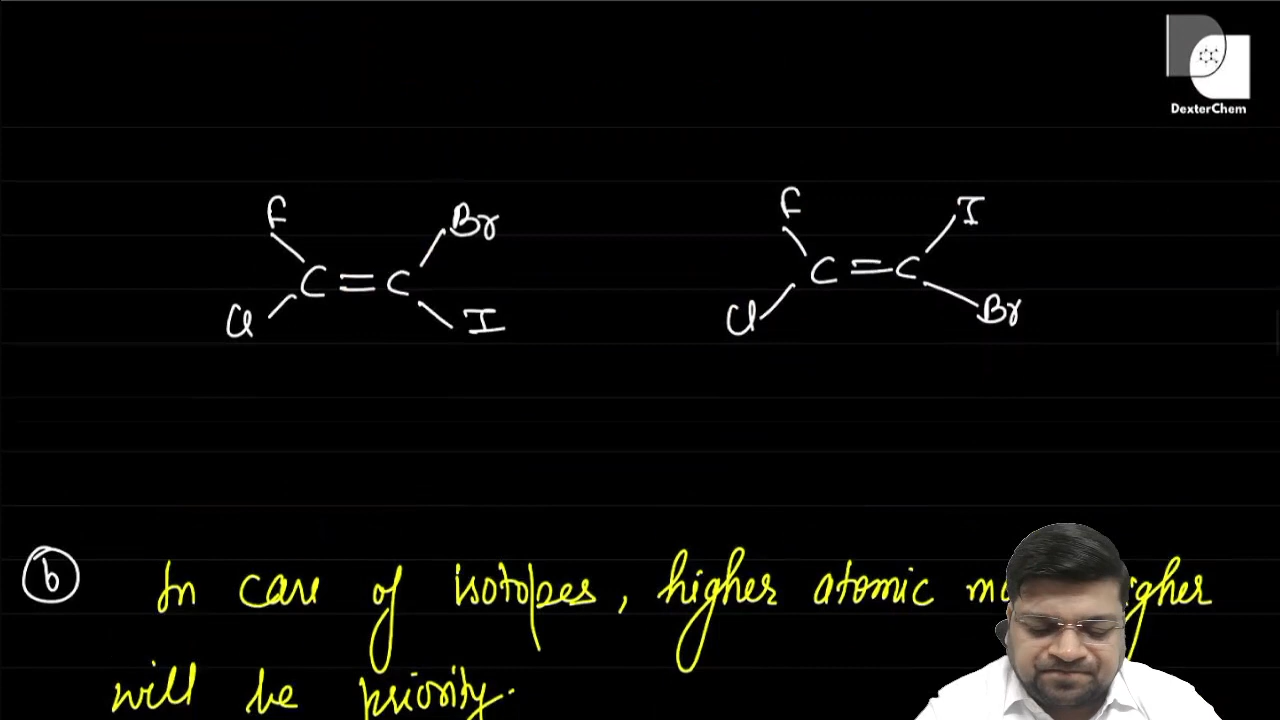 DexterChem
F Br
C=C
Cl I
F I
C=C
Cl Br
b In case of isotopes, higher atomic higher
will be priority.